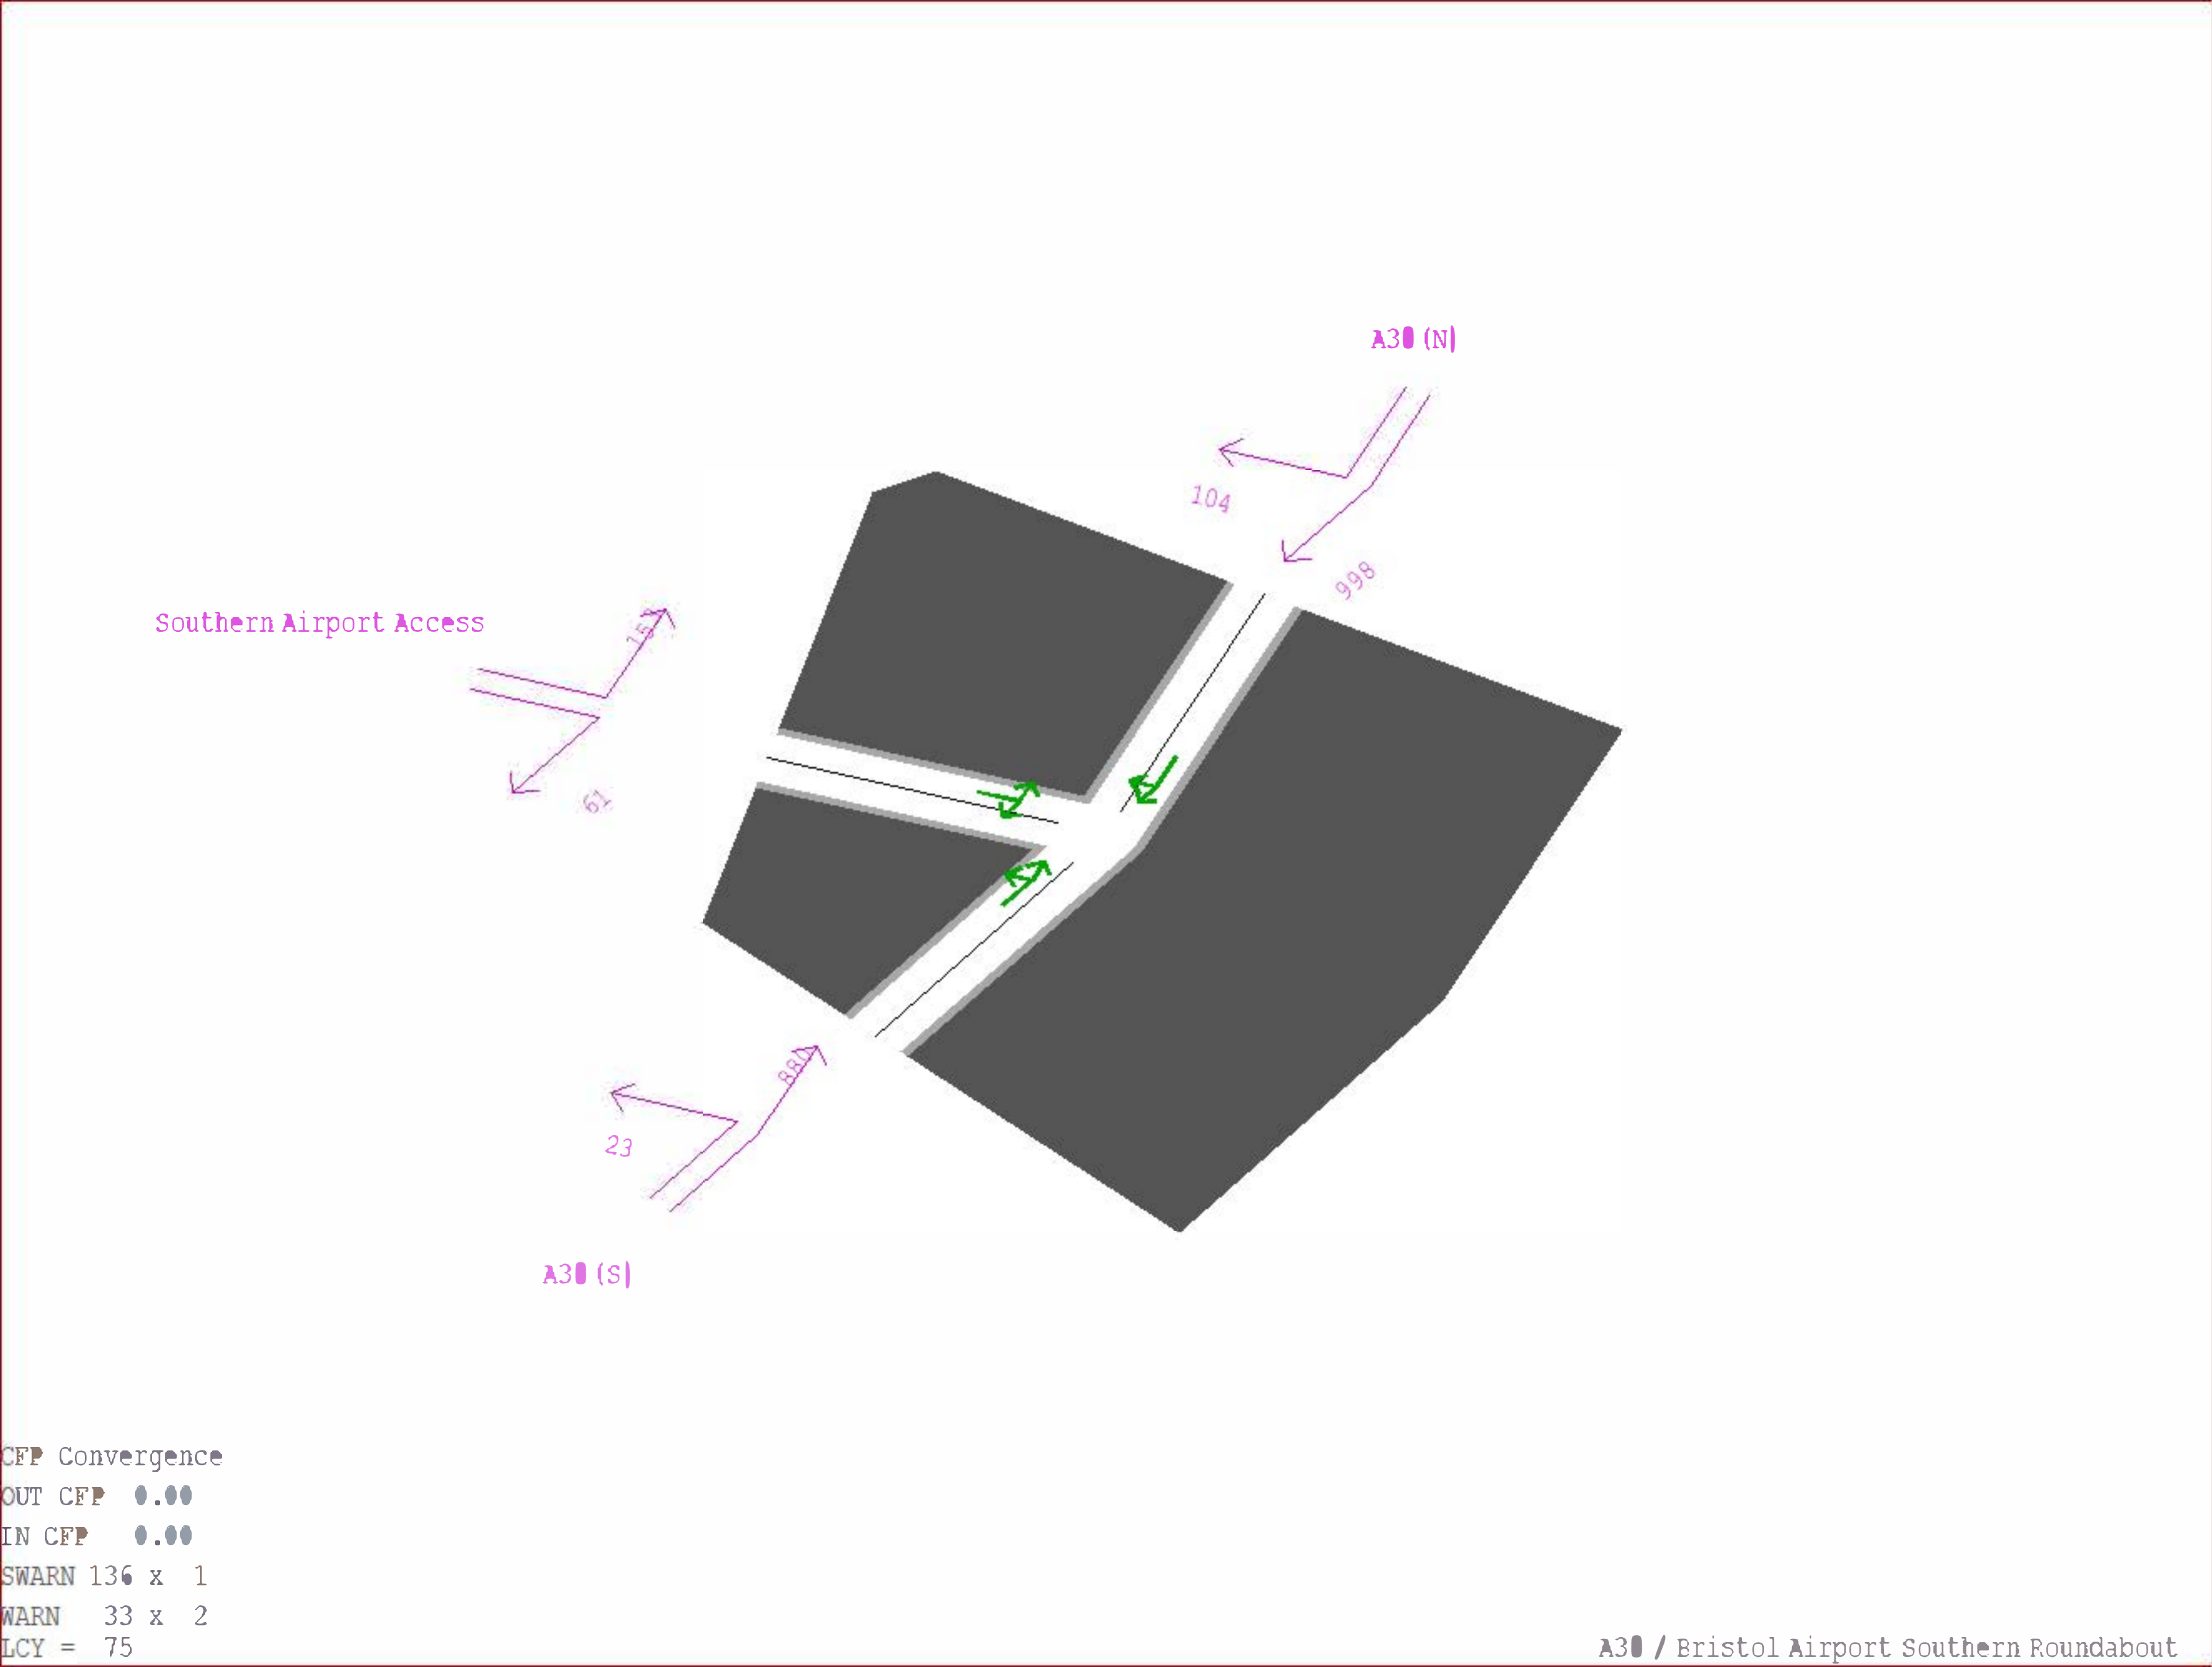 A38 (N)
104
998
Southern Airport Access
61
880
23
A38 (S)
CFP Convergence
OUT CFP 0.00
IN CFP 0.00
SWARN 136 x 1
WARN 33 x 2
LCY = 75
A38 / Bristol Airport Southern Roundabout